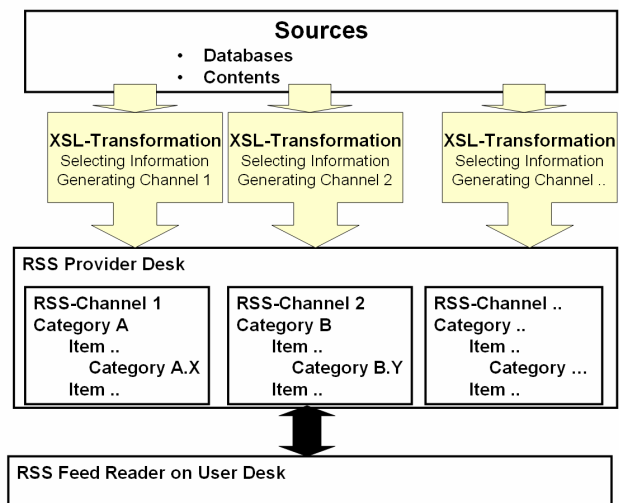 Sources
• Databases
• Contents
XSL-Transformation
Selecting Information
Generating Channel 1
XSL-Transformation
Selecting Information
Generating Channel 2
XSL-Transformation
Selecting Information
Generating Channel ..
RSS Provider Desk
RSS-Channel 1
Category A
Item ..
Category A.X
Item ..
RSS-Channel 2
Category B
Item ..
Category B.Y
Item ..
RSS-Channel ..
Category ..
Item ..
Category ...
Item ..
RSS Feed Reader on User Desk